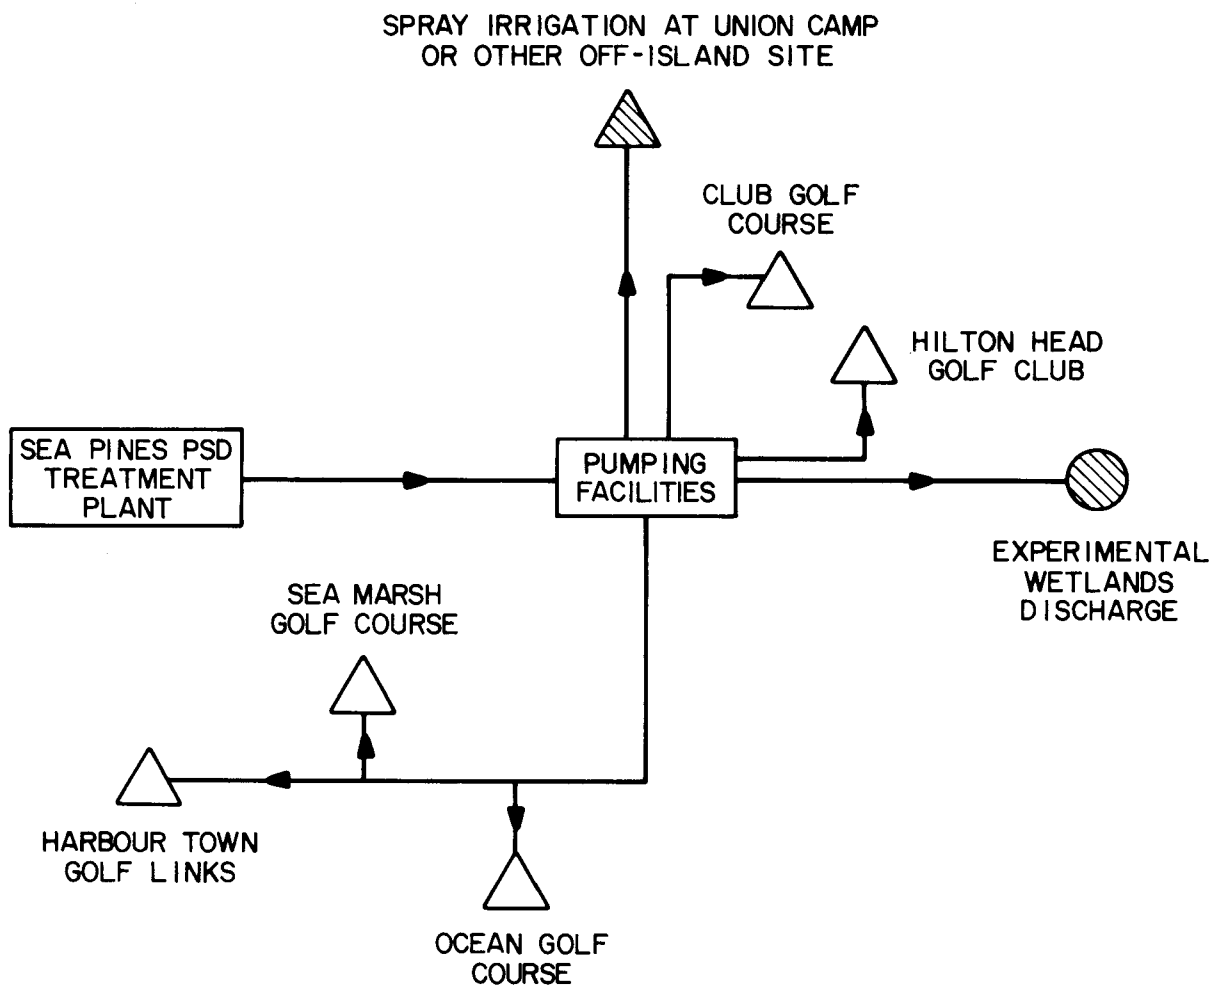 SPRAY IRRIGATION AT UNION CAMP
OR OTHER OFF-ISLAND SITE
CLUB GOLF
COURSE
HILTON HEAD
GOLF CLUB
SEA PINES PSD
TREATMENT
PLANT
PUMPING
FACILITIES
EXPERIMENTAL
WETLANDS
DISCHARGE
SEA MARSH
GOLF COURSE
HARBOUR TOWN
GOLF LINKS
OCEAN GOLF
COURSE